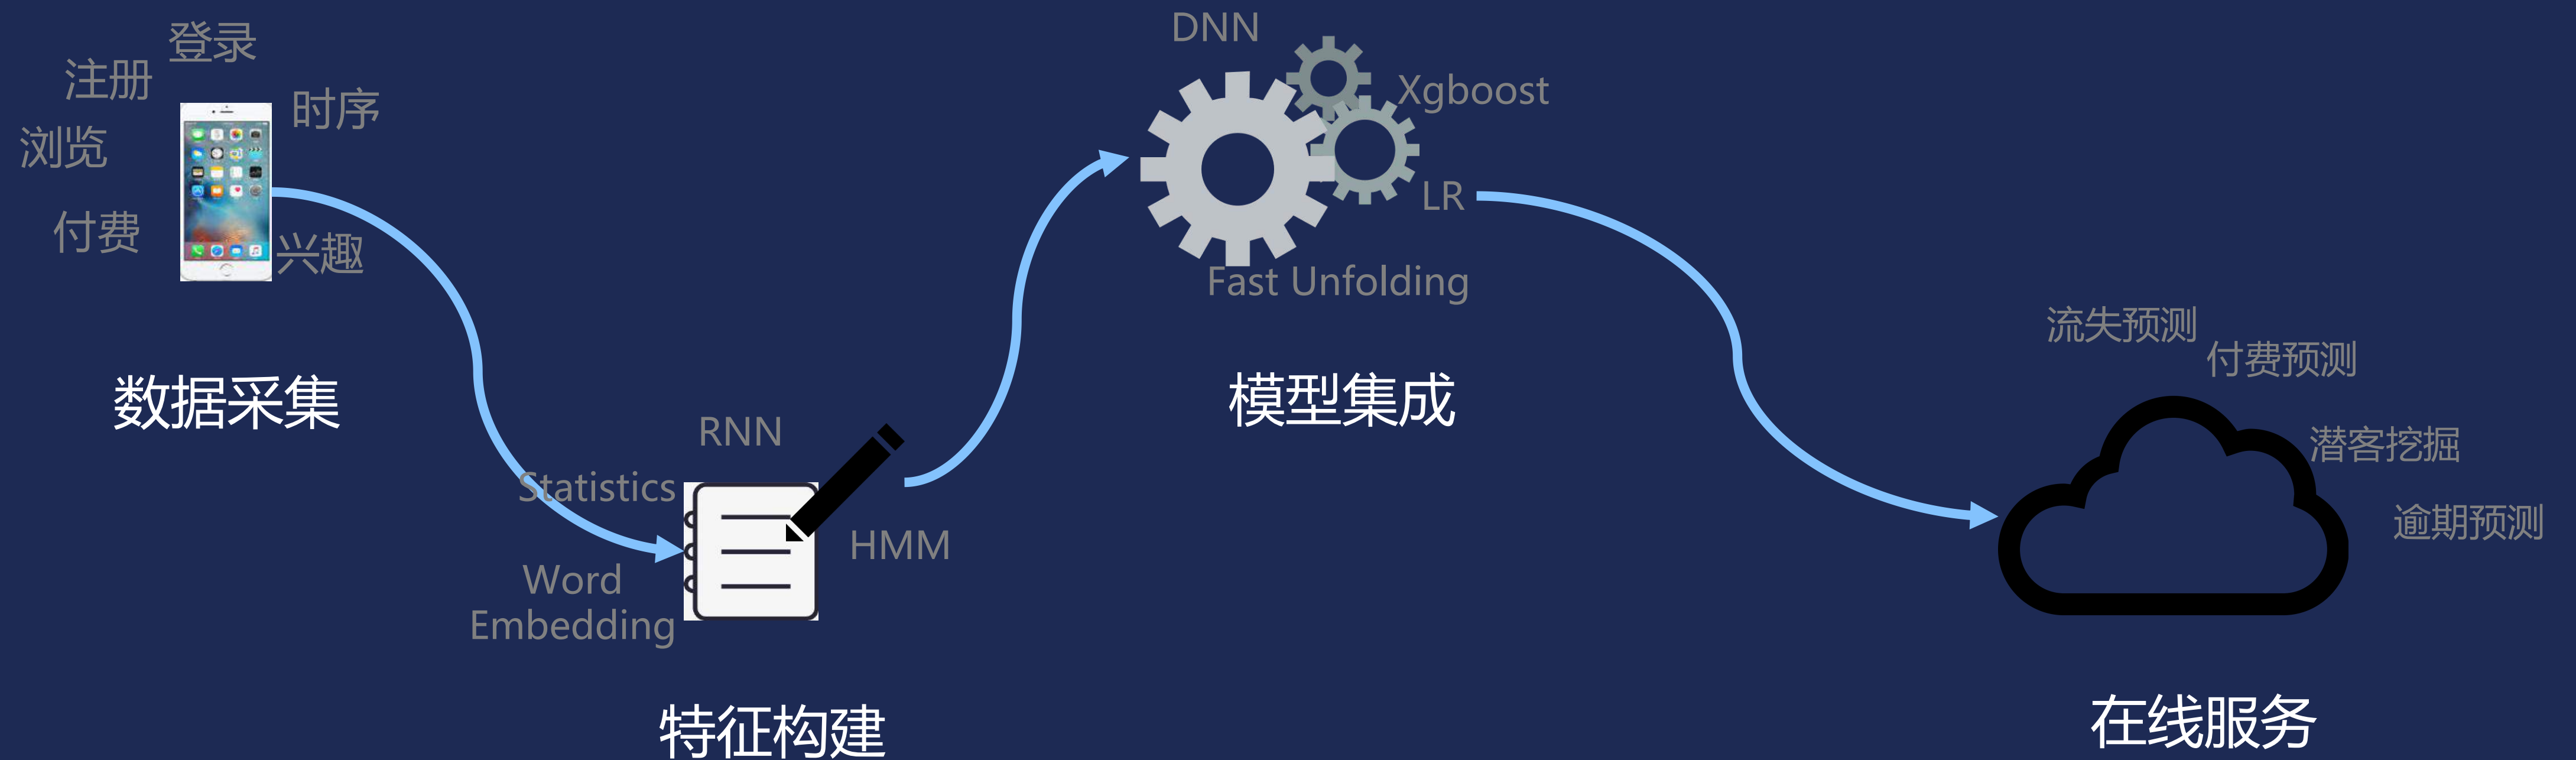 登录
注册
时序
浏览
付费
兴趣
数据采集
RNN
Statistics
HMM
Word
Embedding
特征构建
DNN
Xgboost
LR
Fast Unfolding
模型集成
流失预测
付费预测
潜客挖掘
逾期预测
在线服务